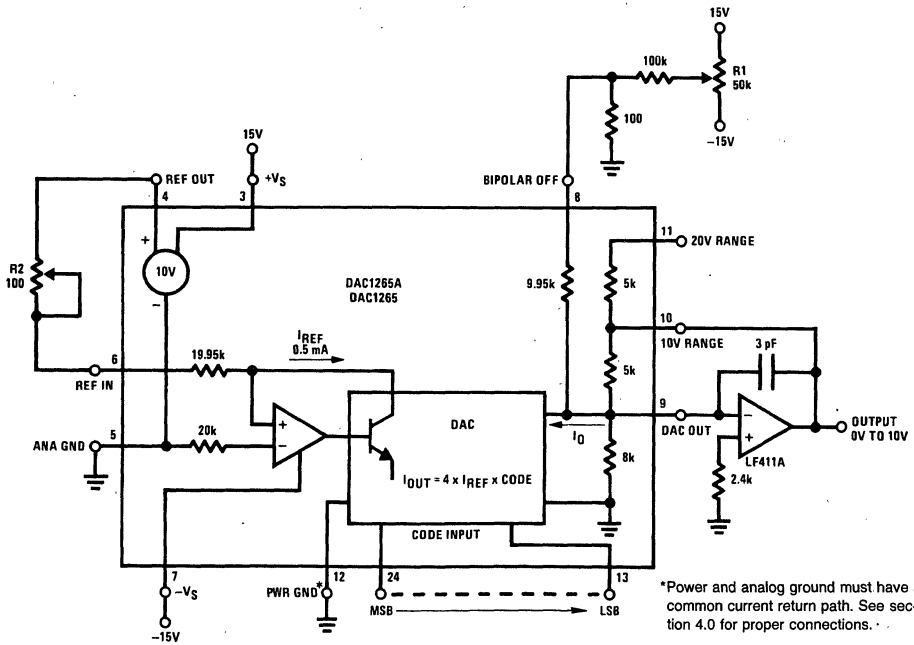 15V
100k
R1
50k
100
-15V
15V
REF OUT
+VS
4
3
BIPOLAR OFF
8
11
20V RANGE
+
10V
-
R2
100
DAC1265A
DAC1265
9.95k
5k
10
10V RANGE
6
REF IN
19.95k
IREF
0.5 mA
5k
3 pF
9
DAC OUT
ANA GND
5
20k
+
-
DAC
IO
8k
-
+
LF411A
OUTPUT
0V TO 10V
IOUT = 4 x IREF x CODE
2.4k
CODE INPUT
7
-VS
-15V
12
PWR GND*
24
MSB
13
LSB
*Power and analog ground must have
common current return path. See sec-
tion 4.0 for proper connections.